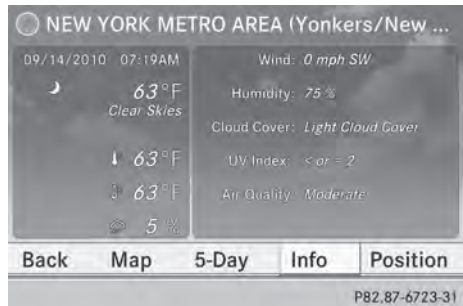 NEW YORK METRO AREA (Yonkers/New ...
09/14/2010 07:19AM
63°F
Clear Skies
63°F
63°F
5 %
Wind: 0 mph SW
Humidity: 75 %
Cloud Cover: Light Cloud Cover
UV Index: < or = 2
Air Quality: Moderate
Back Map 5-Day Info Position
P82.87-6723-31